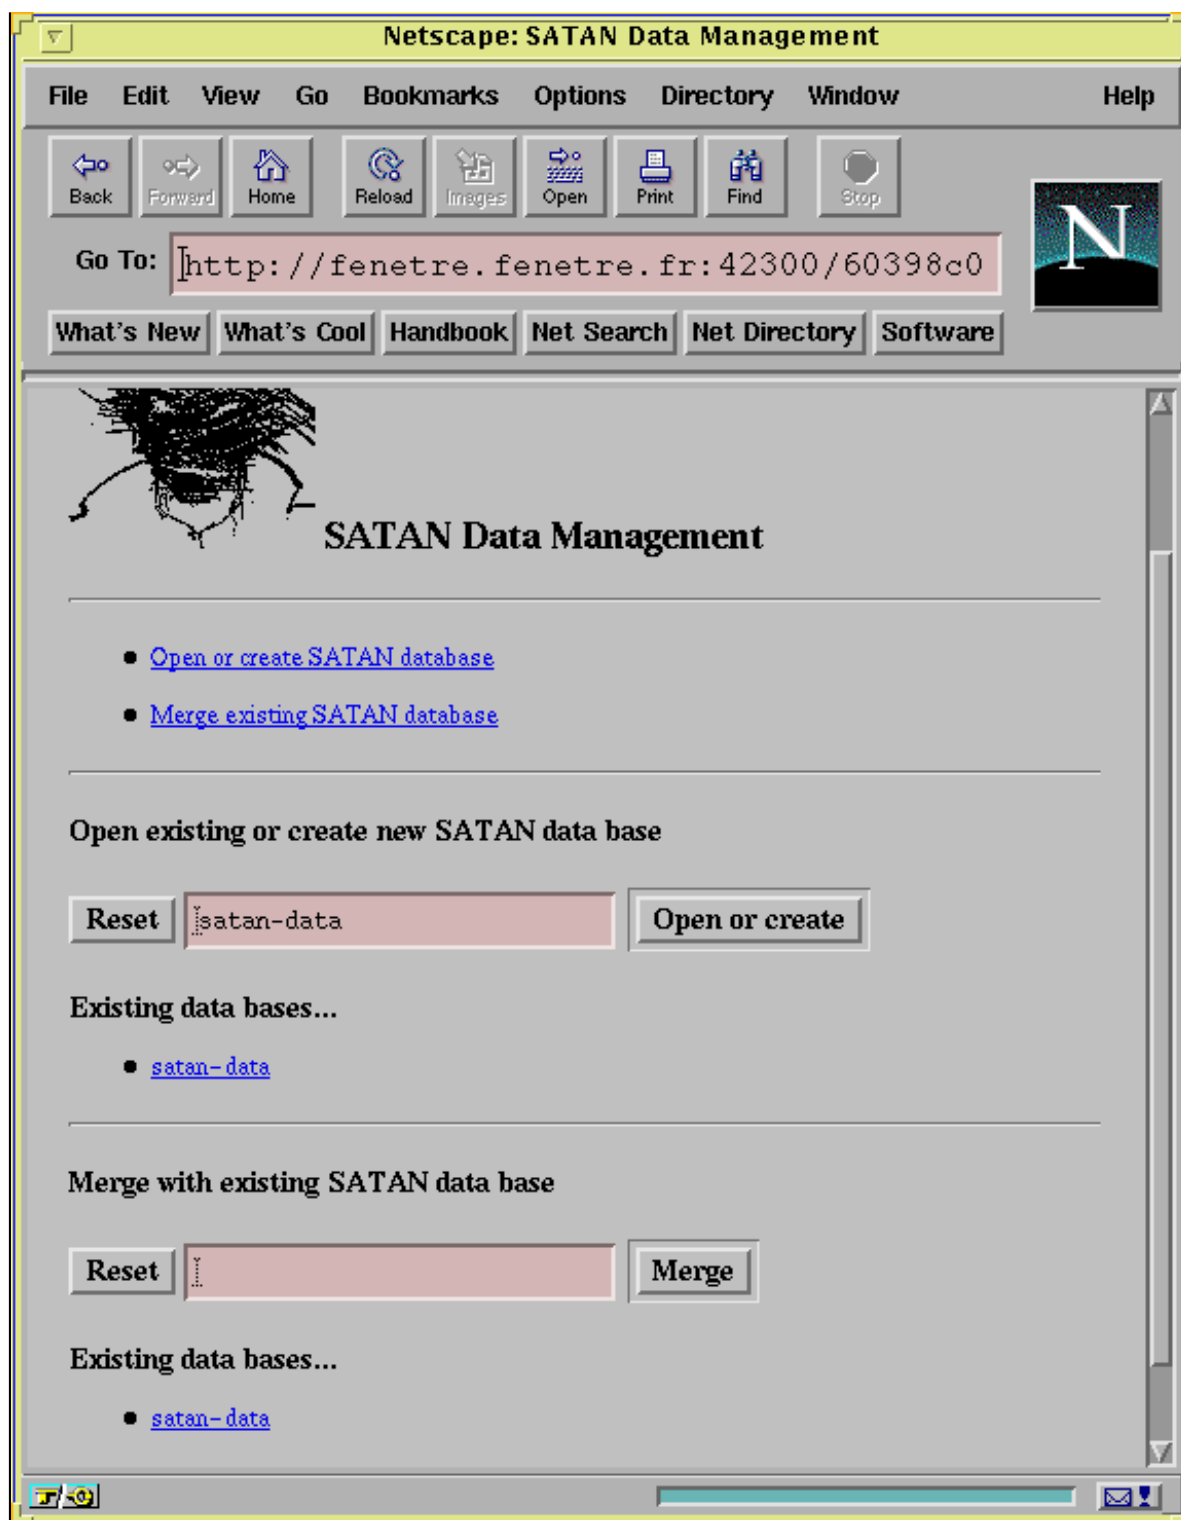 Netscape: SATAN Data Management
File Edit View Go Bookmarks Options Directory Window Help
Back Forward Home Reload Images Open Print Find Stop
N
Go To: http://fenetre.fenetre.fr:42300/60398c0
What's New What's Cool Handbook Net Search Net Directory Software
SATAN Data Management
Open or create SATAN database
Merge existing SATAN database
Open existing or create new SATAN data base
Reset satan-data Open or create
Existing data bases...
satan-data
Merge with existing SATAN data base
Reset Merge
Existing data bases...
satan-data